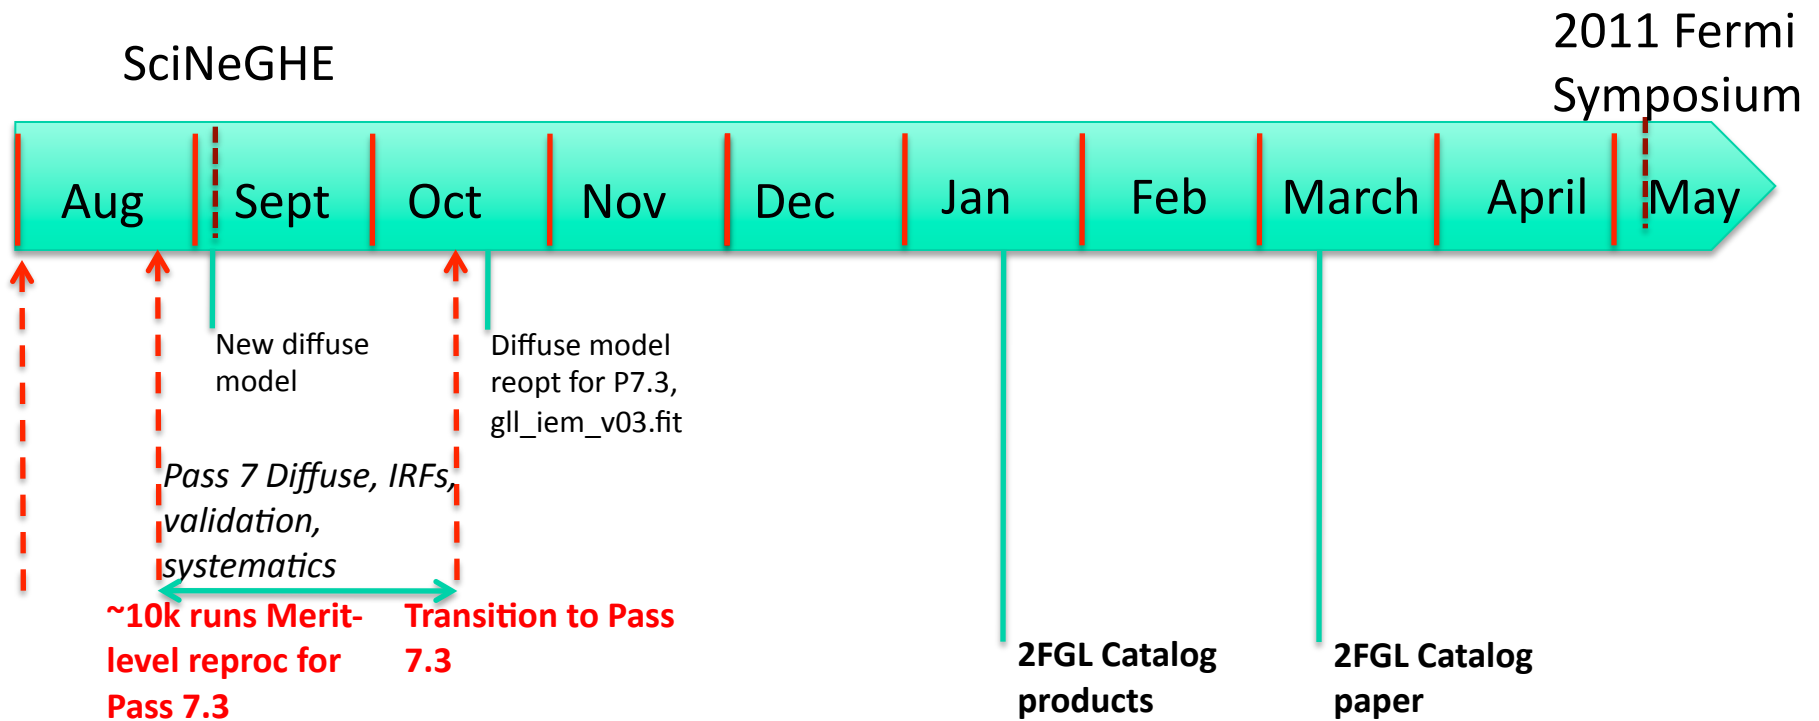 SciNeGHE
2011 Fermi
Symposium
Aug
Sept
Oct
Nov
Dec
Jan
Feb
March
April
May
New diffuse
model
Diffuse model
reopt for P7.3,
gll_iem_v03.fit
Pass 7 Diffuse, IRFs,
validation,
systematics
~10k runs Merit-
level reproc for
Pass 7.3
Transition to Pass
7.3
2FGL Catalog
products
2FGL Catalog
paper